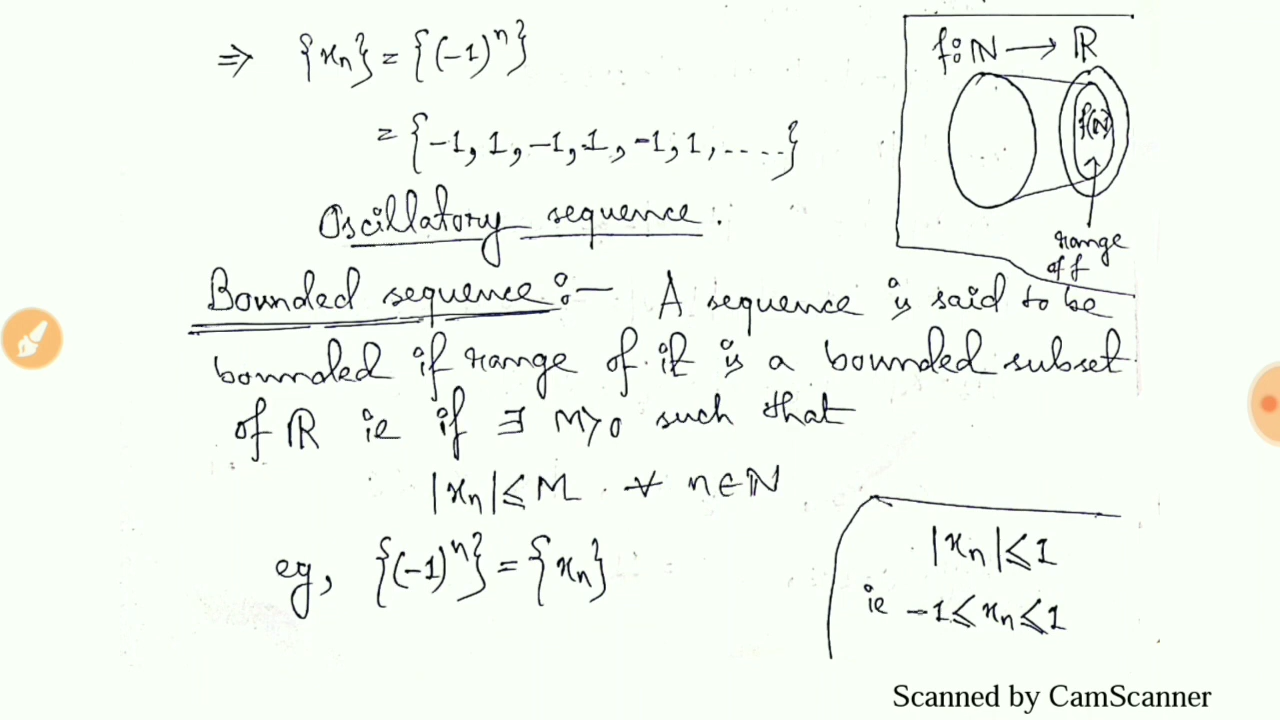 ⇒ {xₙ} = {(-1)ⁿ}
= {-1, 1, -1, 1, -1, 1, .....}
Oscillatory sequence.
f: ℕ → ℝ
f(ℕ)
range
of f
Bounded sequence :- A sequence is said to be
bounded if range of it is a bounded subset
of ℝ ie if ∃ M>0 such that
|xₙ| ≤ M ∀ n∈ℕ
eg, {(-1)ⁿ} = {xₙ}
|xₙ| ≤ 1
ie -1 ≤ xₙ ≤ 1
Scanned by CamScanner